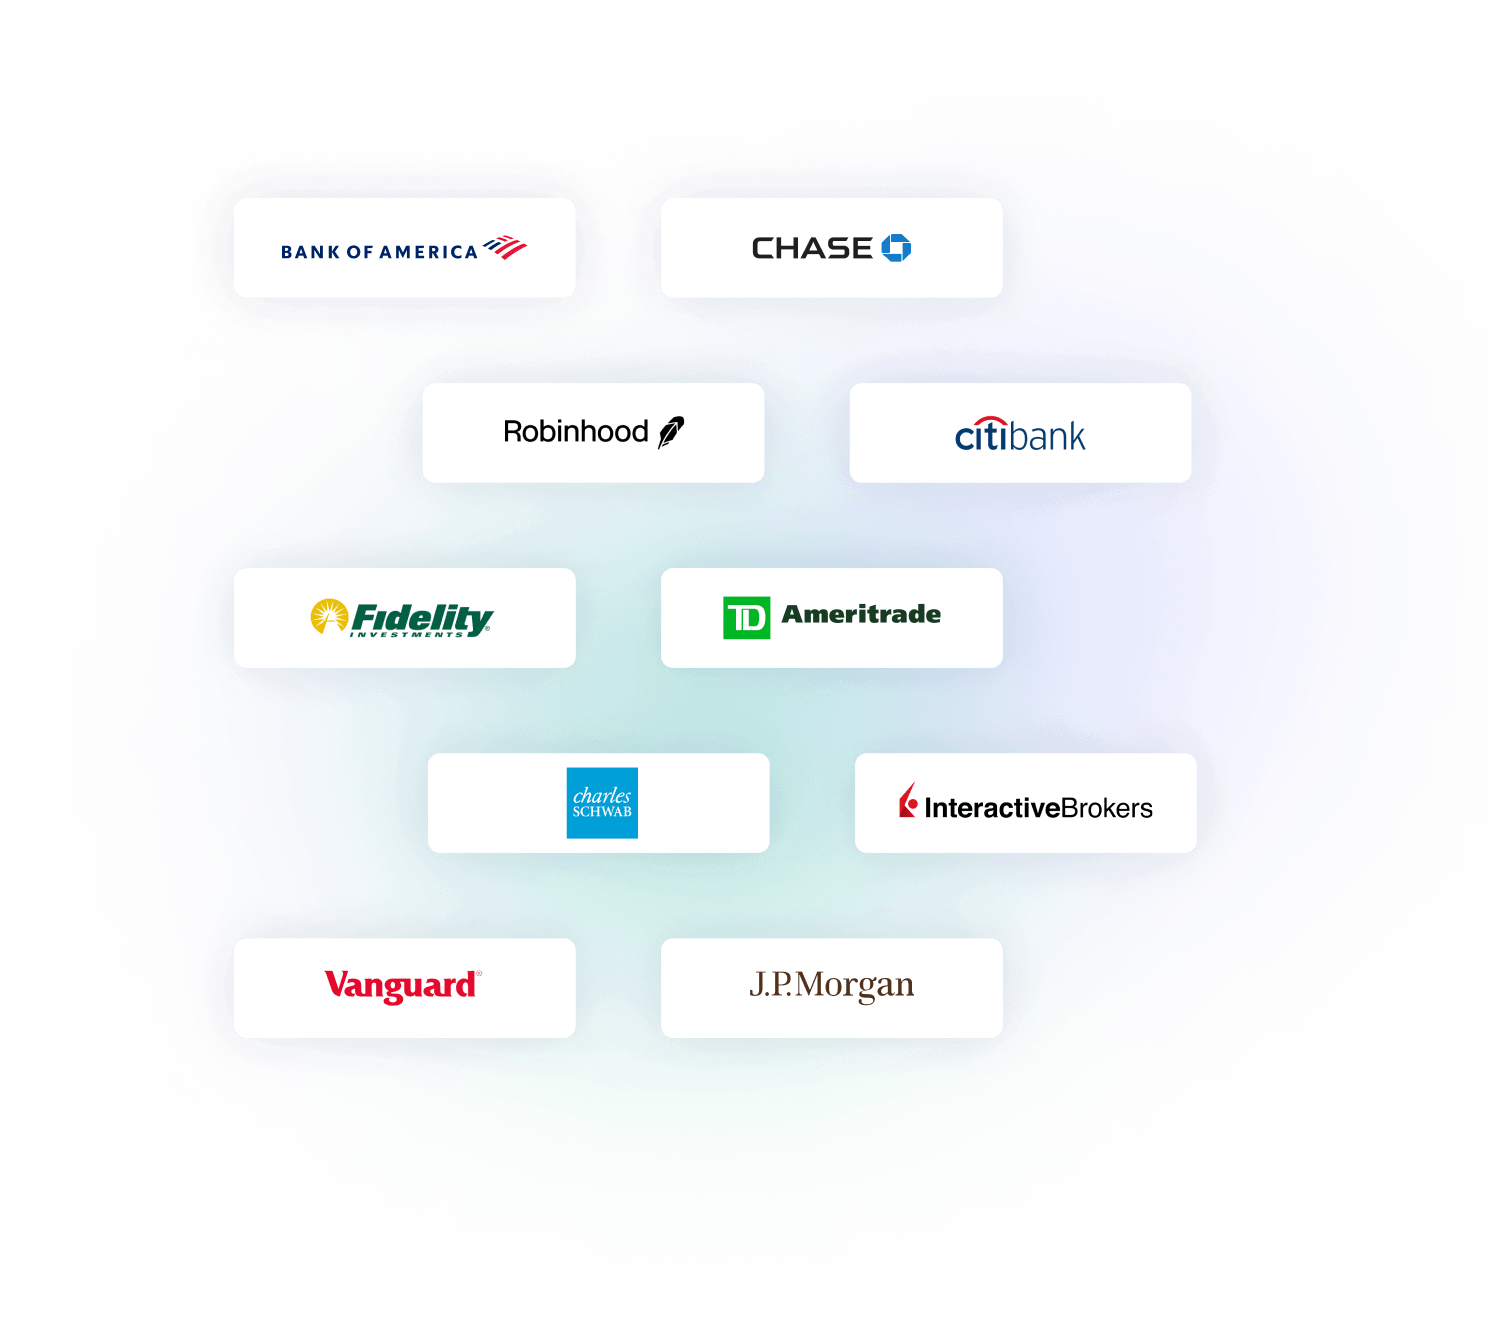 BANK OF AMERICA
CHASE
Robinhood
citibank
Fidelity®
INVESTMENTS
TD Ameritrade
charles
SCHWAB
InteractiveBrokers
Vanguard®
J.P.Morgan